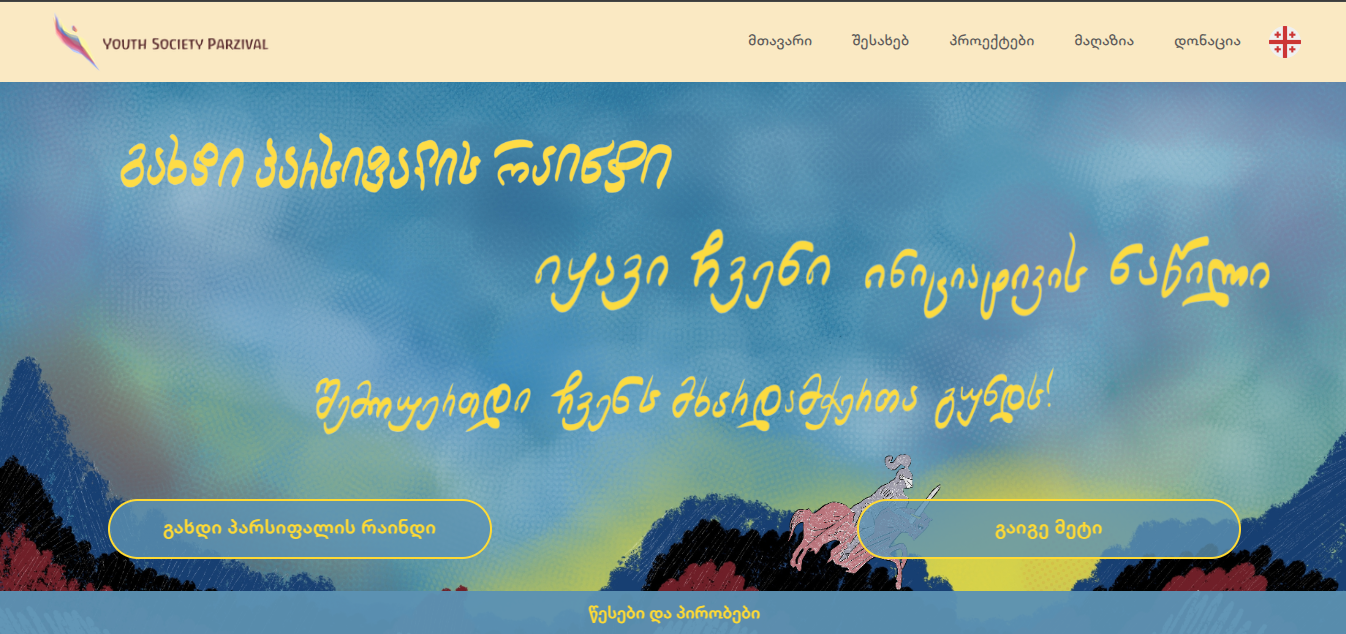 YOUTH SOCIETY PARZIVAL
მთავარი შესახებ პროექტები მაღაზია დონაცია
გახდი პარსიფალის რაინდი
იყავი ჩვენი ინიციატივის ნაწილი
შემოუერთდი ჩვენს მხარდამჭერთა გუნდს!
გახდი პარსიფალის რაინდი
გაიგე მეტი
წესები და პირობები